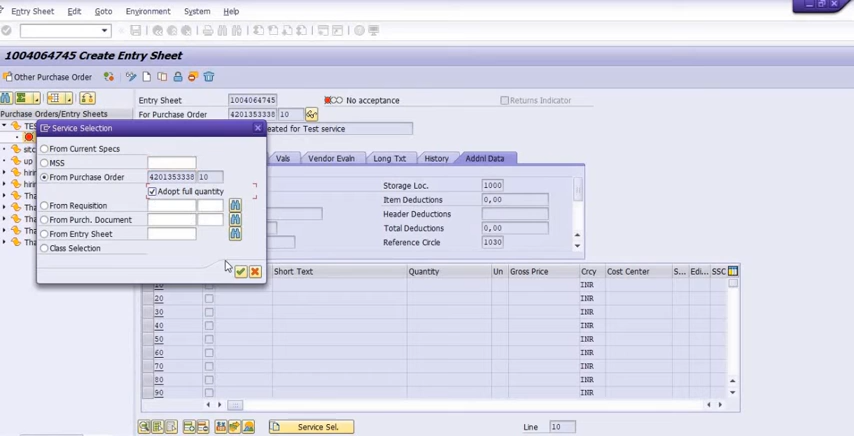 Entry Sheet Edit Goto Environment System Help
1004064745 Create Entry Sheet
Other Purchase Order
Entry Sheet 1004064745 No acceptance Returns Indicator
Purchase Orders/Entry Sheets For Purchase Order 4201353338 10
Service Selection
eated for Test service
From Current Specs
MSS
Vals Vendor Evaln Long Txt History Addnl Data
From Purchase Order 4201353338 10
Adopt full quantity
Storage Loc. 1000
Item Deductions 0,00
From Requisition
Header Deductions 0,00
From Purch. Document
Total Deductions 0,00
From Entry Sheet
Reference Circle 1030
Class Selection
Short Text Quantity Un Gross Price Crcy Cost Center S... Edi... SSC
10 INR
20 INR
30 INR
40 INR
50 INR
60 INR
70 INR
80 INR
90 INR
Service Sel. Line 10